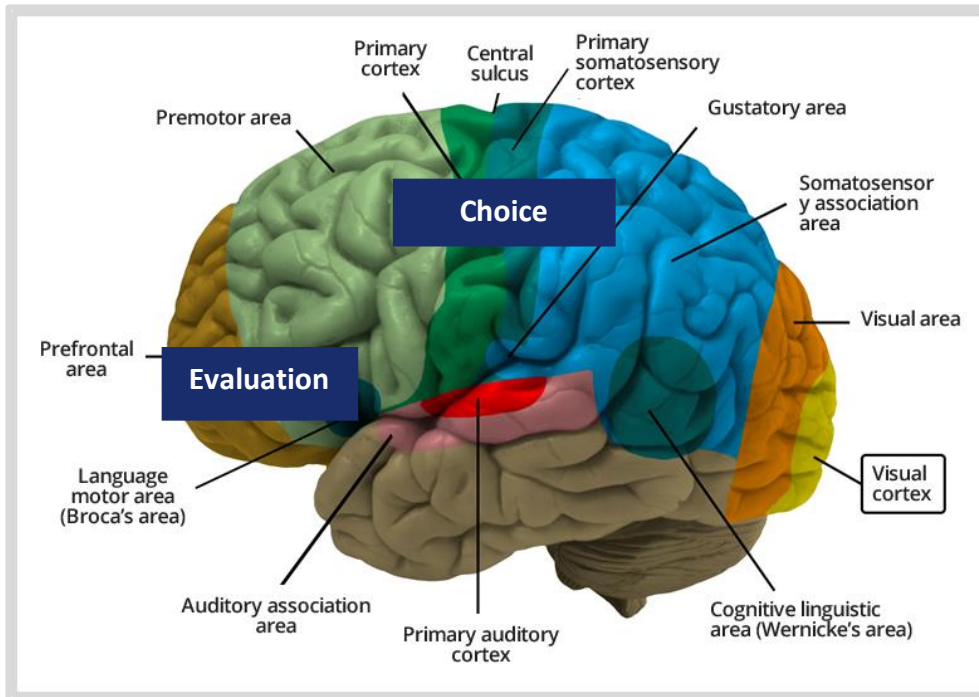 Primary
cortex
Central
sulcus
Primary
somatosensory
cortex
Gustatory area
Premotor area
Somatosensor
y association
area
Choice
Visual area
Prefrontal
area
Evaluation
Language
motor area
(Broca's area)
Visual
cortex
Auditory association
area
Primary auditory
cortex
Cognitive linguistic
area (Wernicke's area)